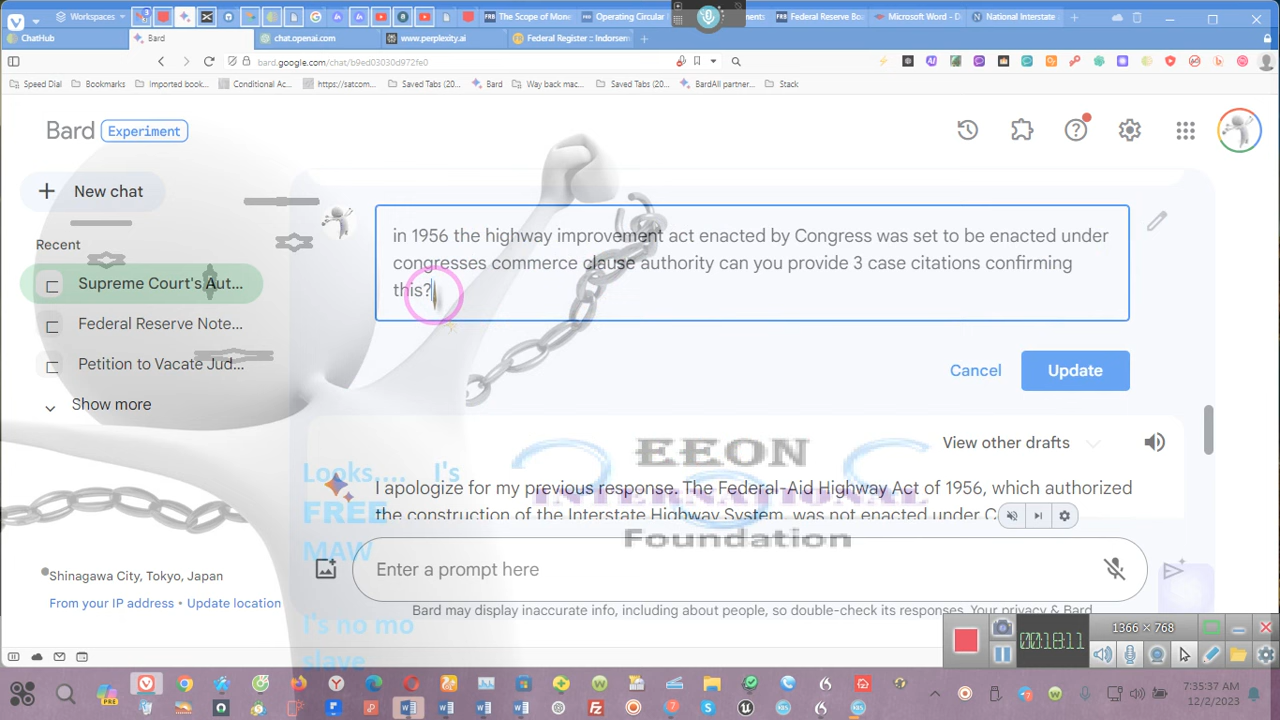 Workspaces
The Scope of Mone
Operating Circular
ments
Federal Reserve Boa
Microsoft Word - D
National Interstate
ChatHub
Bard
chat.openai.com
www.perplexity.ai
Federal Register :: Indorsem
bard.google.com/chat/b9ed03030d972fe0
Speed Dial
Bookmarks
Imported book...
Conditional Ac...
https://satcom...
Saved Tabs (20...
Bard
Way back mac...
Saved Tabs (20...
BardAll partner...
Stack
Bard Experiment
New chat
Recent
Supreme Court's Aut...
Federal Reserve Note...
Petition to Vacate Jud...
Show more
in 1956 the highway improvement act enacted by Congress was set to be enacted under
congresses commerce clause authority can you provide 3 case citations confirming
this?
Cancel
Update
View other drafts
I apologize for my previous response. The Federal-Aid Highway Act of 1956, which authorized
the construction of the Interstate Highway System, was not enacted under C
EEON
INTERNATIONAL
Foundation
Looks.... I's
FREE
MAW
I's no mo
slave
Enter a prompt here
Bard may display inaccurate info, including about people, so double-check its responses. Your privacy & Bard
Shinagawa City, Tokyo, Japan
From your IP address • Update location
1366 × 768
00:18:11
PRE
7:35:37 AM
12/2/2023